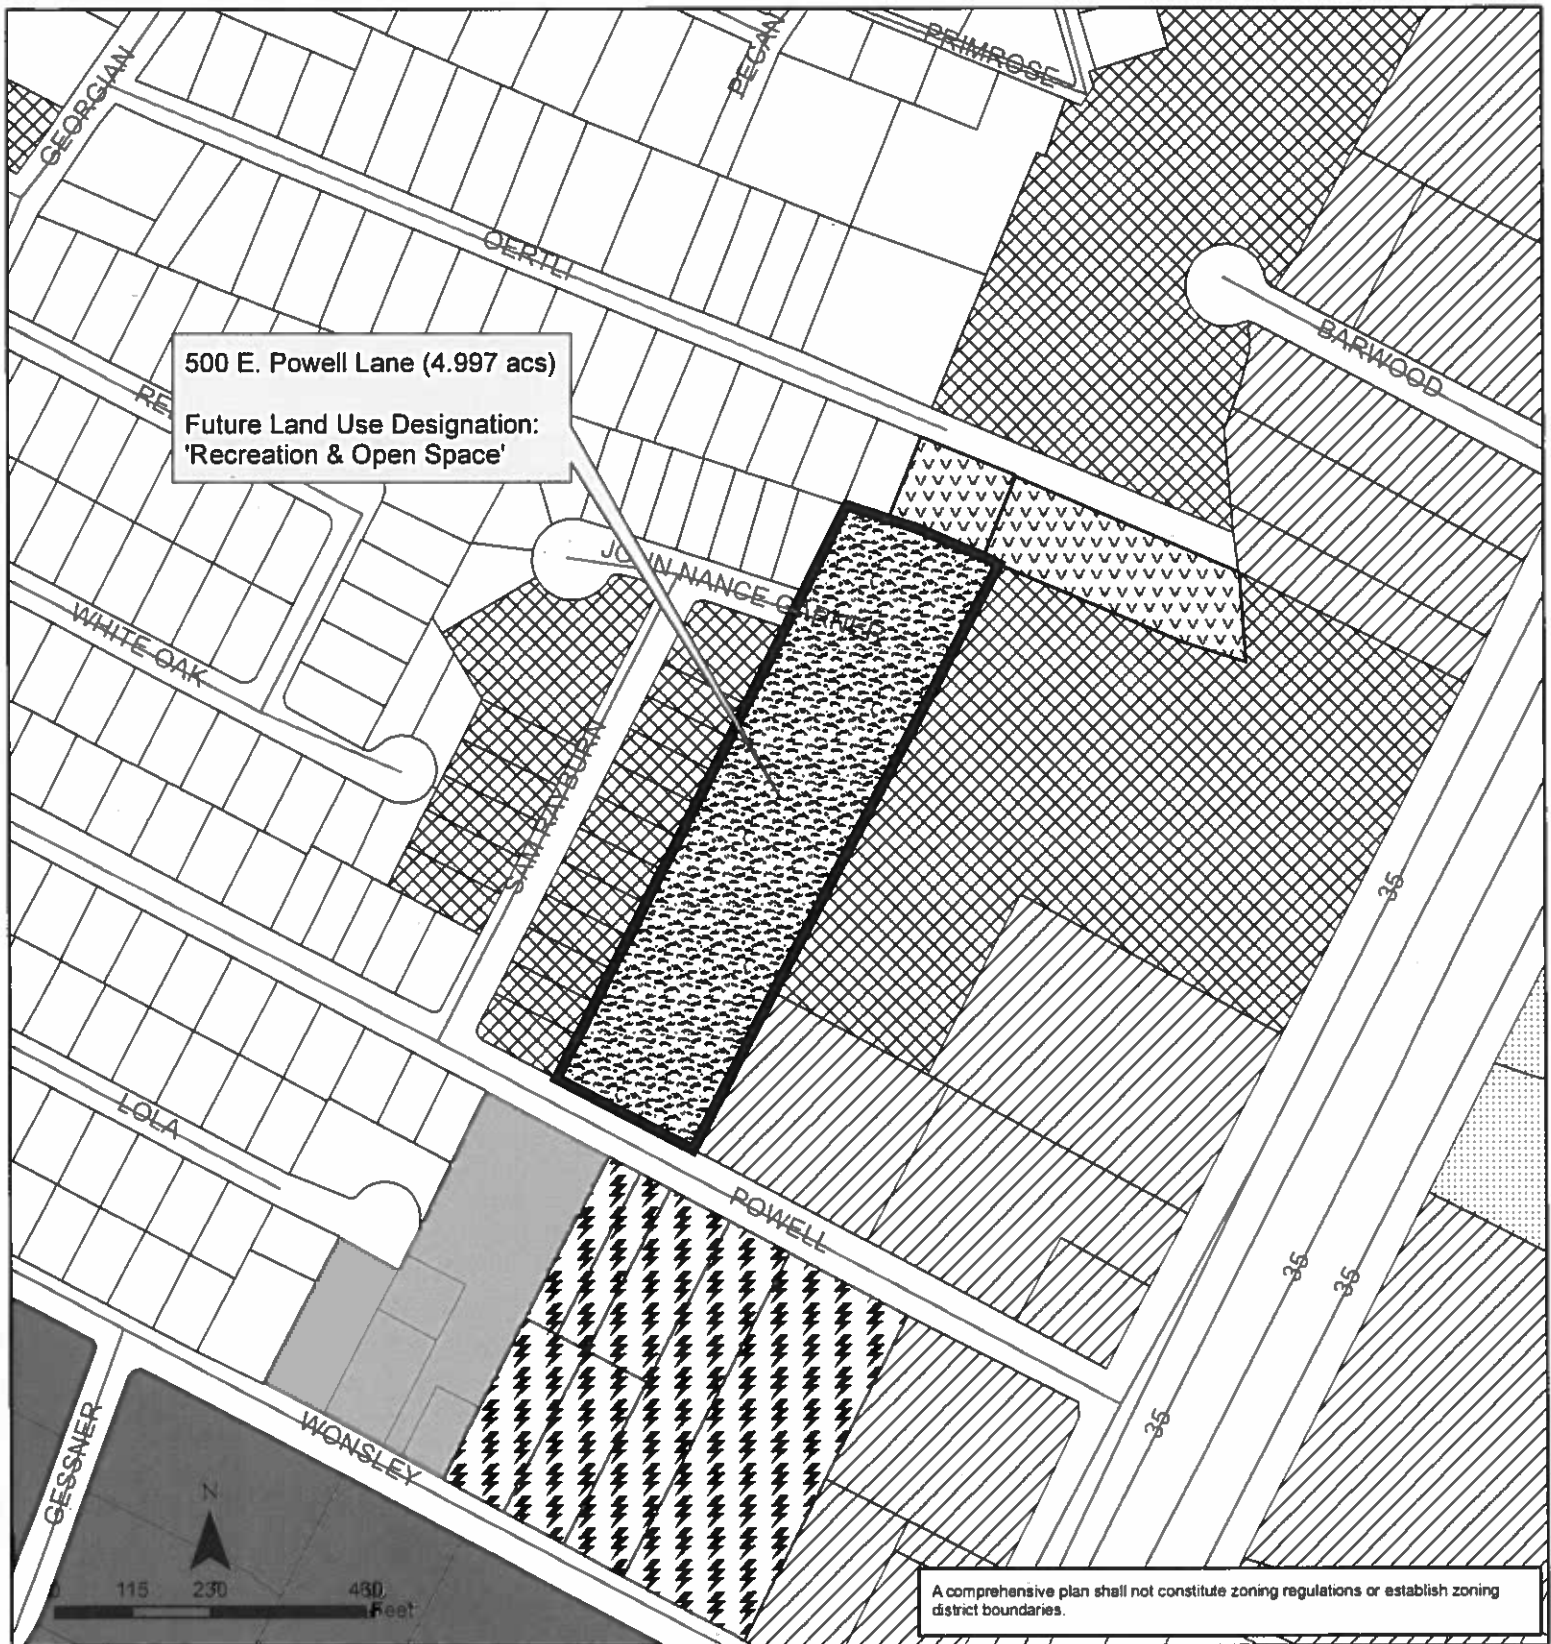 PECAN
PRIMROSE
GEORGIAN
OERTLI
BARWOOD
500 E. Powell Lane (4.997 acs)
Future Land Use Designation:
'Recreation & Open Space'
JOHN NANCE GARNER
WHITE OAK
SAM RAYBURN
35
LOLA
POWELL
35
35
35
WONSLEY
GESSNER
N
0 115 230 460
Feet
A comprehensive plan shall not constitute zoning regulations or establish zoning
district boundaries.